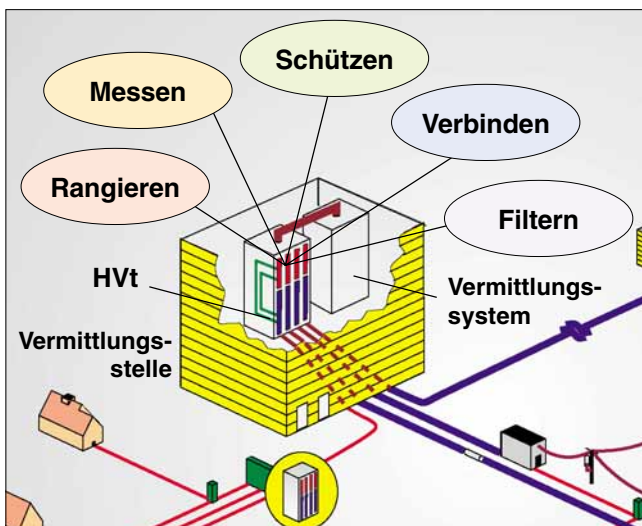 Schützen
Messen
Verbinden
Rangieren
Filtern
HVt
Vermittlungs-
system
Vermittlungs-
stelle